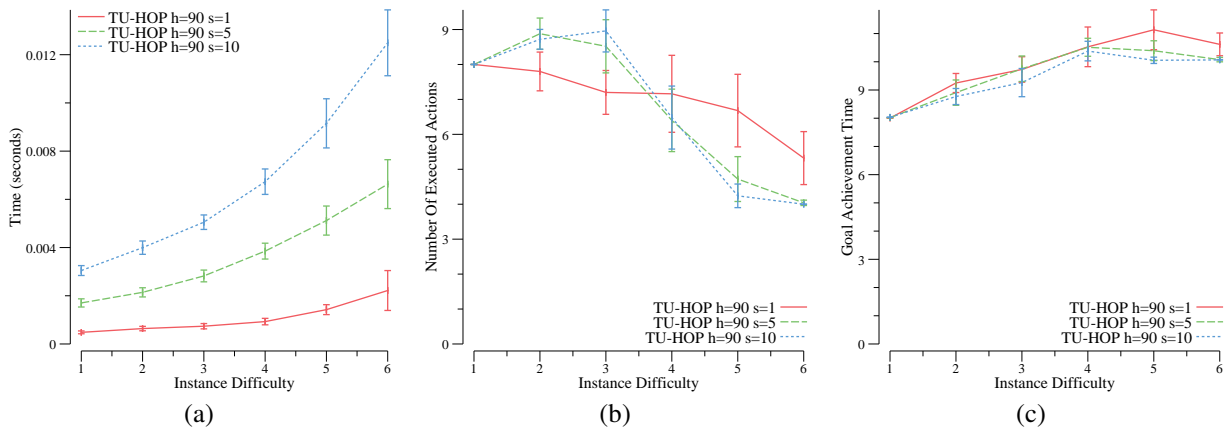 TU-HOP h=90 s=1
TU-HOP h=90 s=5
TU-HOP h=90 s=10
0.012
0.008
0.004
0
Time (seconds)
1 2 3 4 5 6
Instance Difficulty
(a)
9
6
3
0
Number Of Executed Actions
TU-HOP h=90 s=1
TU-HOP h=90 s=5
TU-HOP h=90 s=10
1 2 3 4 5 6
Instance Difficulty
(b)
9
6
3
0
Goal Achievement Time
TU-HOP h=90 s=1
TU-HOP h=90 s=5
TU-HOP h=90 s=10
1 2 3 4 5 6
Instance Difficulty
(c)